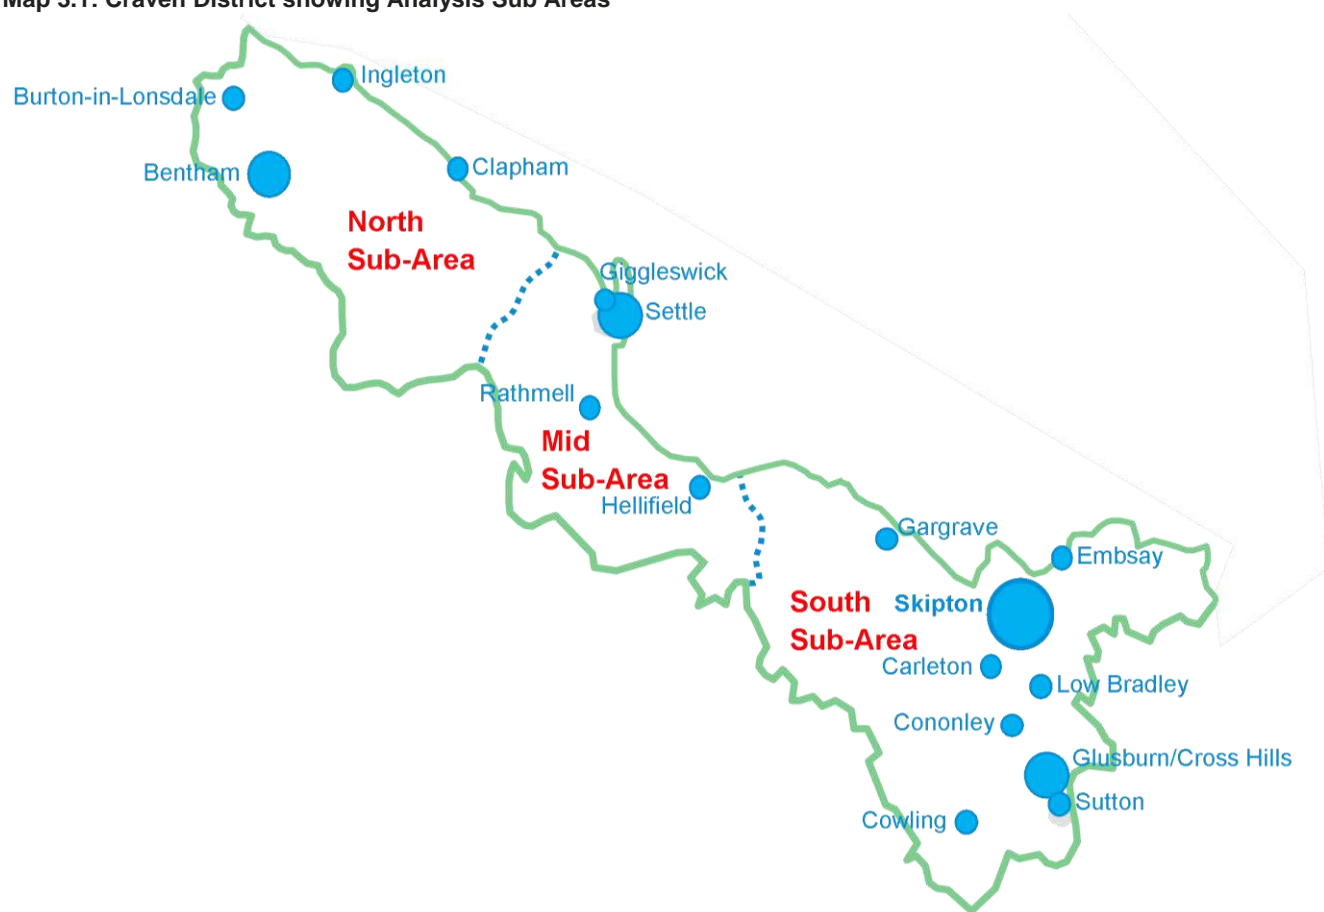 Map 3.1: Craven District showing Analysis Sub Areas
Ingleton
Burton-in-Lonsdale
Clapham
Bentham
North
Sub-Area
Giggleswick
Settle
Rathmell
Mid
Sub-Area
Hellifield
Gargrave
Embsay
South
Sub-Area
Skipton
Carleton
Low Bradley
Cononley
Glusburn/Cross Hills
Sutton
Cowling